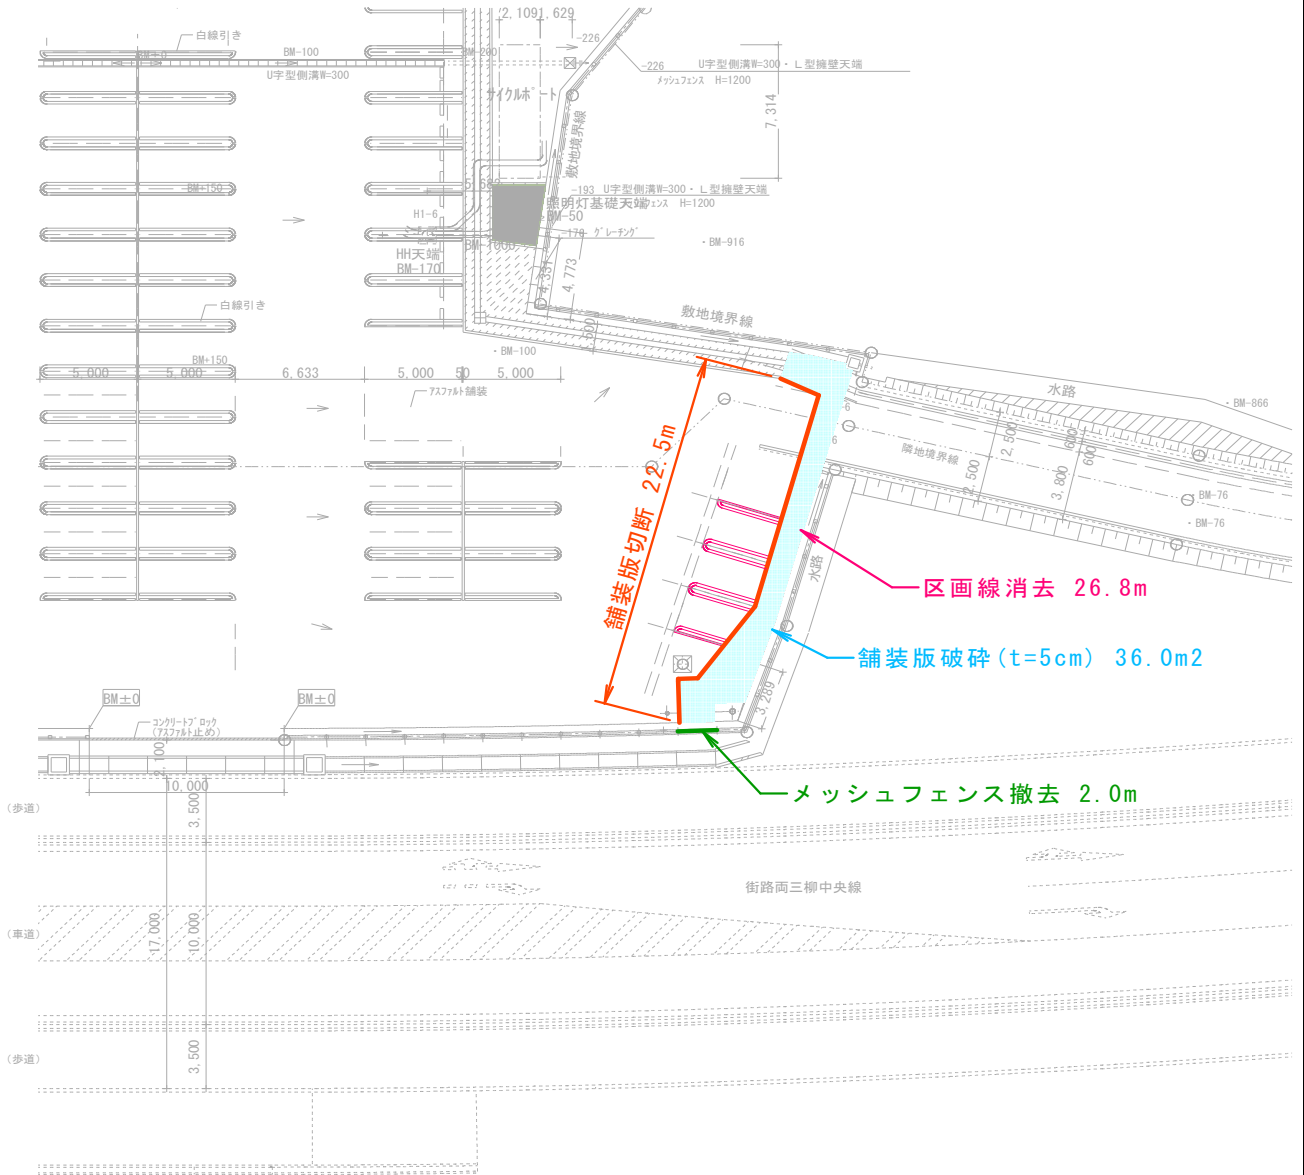 2,109
1,629
白線引き
BM±0
BM-100
BM-200
-226
U字型側溝W=300
-226
U字型側溝W=300・L型擁壁天端
メッシュフェンス H=1200
サイクルポート
敷地境界線
7,314
BM+150
-193 U字型側溝W=300・L型擁壁天端
照明灯基礎天端
H=1200
BM-50
H1-6
-170 グレーチング
HH天端
BM-170
・BM-916
4,331
4,773
白線引き
敷地境界線
・BM-100
BM+150
5,000
5,000
6,633
5,000
50
5,000
アスファルト舗装
水路
・BM-866
舗装版切断 22.5m
隣地境界線
2,500
2,500
600
600
3,800
・BM-76
・BM-76
水路
区画線消去 26.8m
舗装版破砕(t=5cm) 36.0m2
3,289
BM±0
BM±0
コンクリートブロック
(アスファルト止め)
2,100
10,000
メッシュフェンス撤去 2.0m
(歩道)
3,500
街路両三柳中央線
(車道)
17,000
10,000
(歩道)
3,500